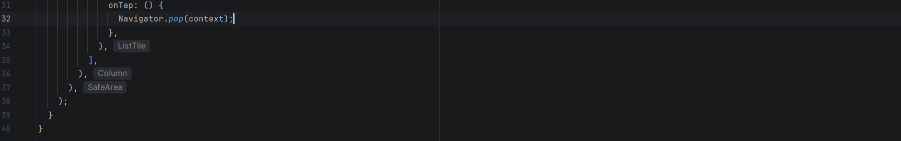 31 onTap: () {
32 Navigator.pop(context);
33 },
34 ), ListTile
35 ],
36 ), Column
37 ), SafeArea
38 );
39 }
40 }